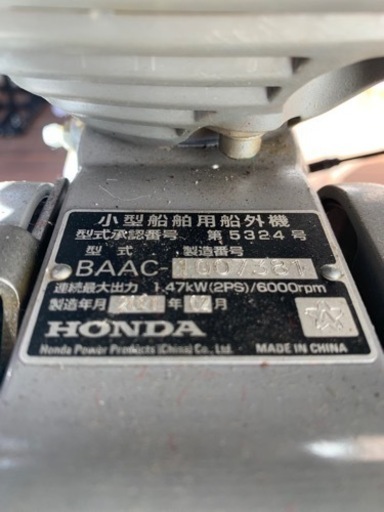 小型船舶用船外機
型式承認番号 第5324号
型式 製造番号
BAAC-1007381
連続最大出力 1.47kW(2PS)/6000rpm
製造年月 年 月
HONDA
Honda Power Products (China) Co., Ltd. MADE IN CHINA